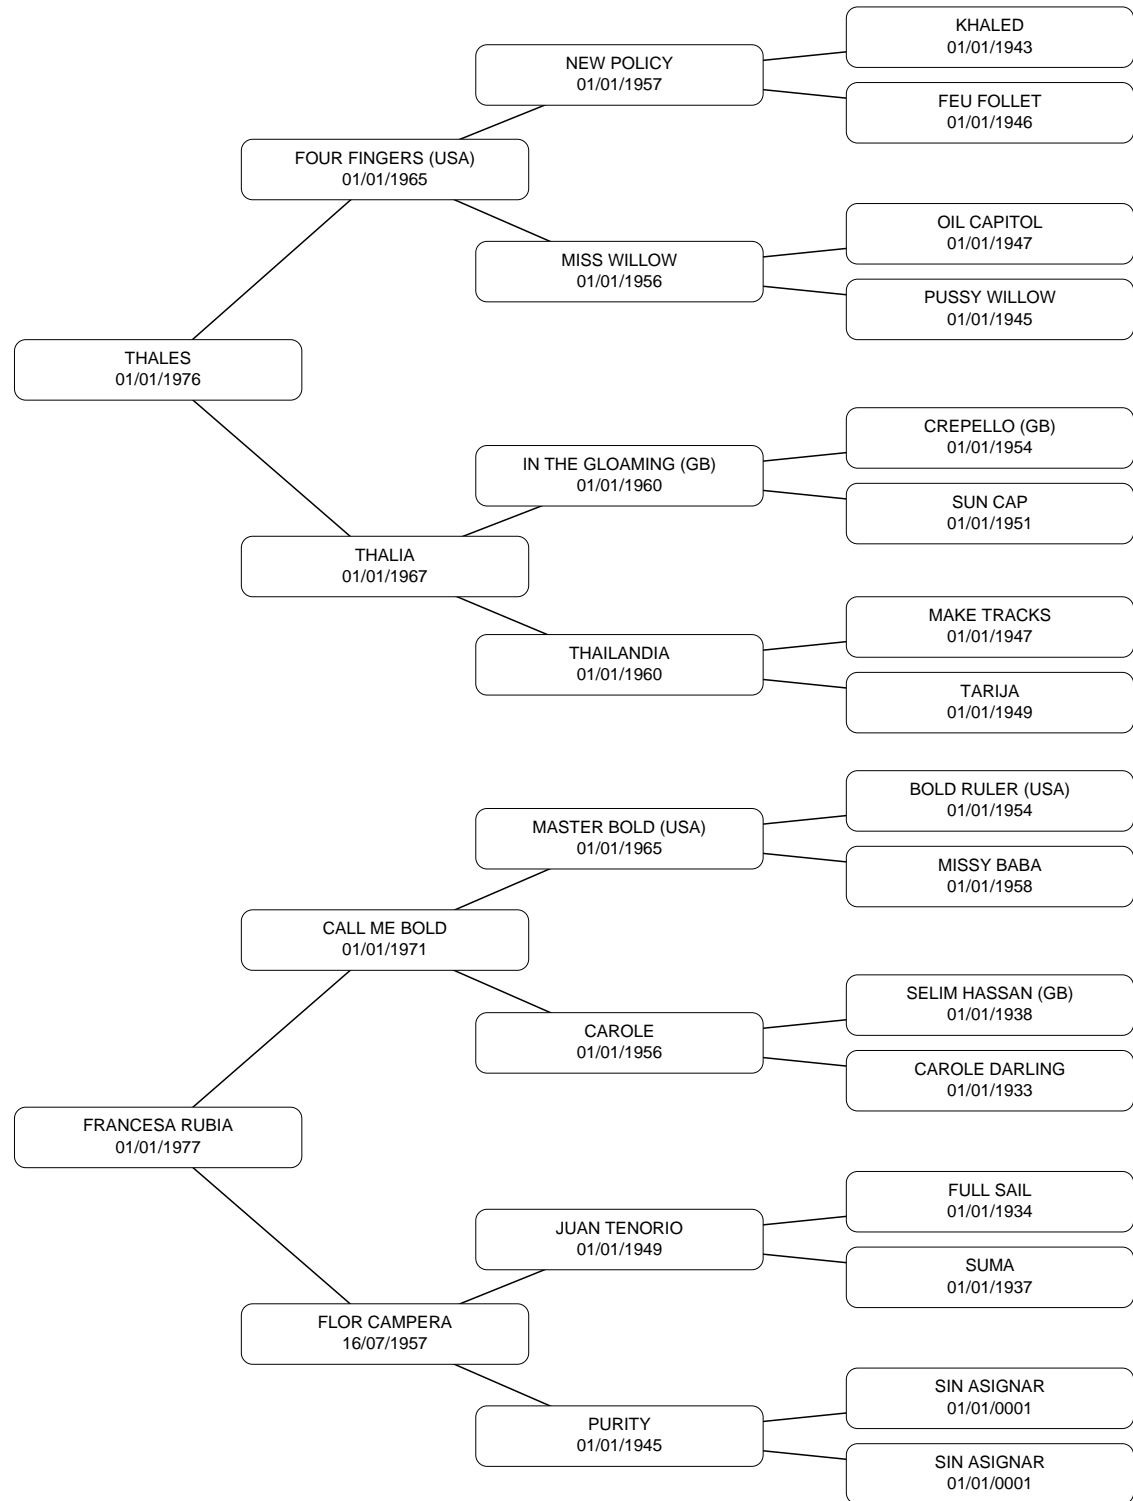 KHALED
01/01/1943
NEW POLICY
01/01/1957
FEU FOLLET
01/01/1946
FOUR FINGERS (USA)
01/01/1965
OIL CAPITOL
01/01/1947
MISS WILLOW
01/01/1956
PUSSY WILLOW
01/01/1945
THALES
01/01/1976
CREPELLO (GB)
01/01/1954
IN THE GLOAMING (GB)
01/01/1960
SUN CAP
01/01/1951
THALIA
01/01/1967
MAKE TRACKS
01/01/1947
THAILANDIA
01/01/1960
TARIJA
01/01/1949
BOLD RULER (USA)
01/01/1954
MASTER BOLD (USA)
01/01/1965
MISSY BABA
01/01/1958
CALL ME BOLD
01/01/1971
SELIM HASSAN (GB)
01/01/1938
CAROLE
01/01/1956
CAROLE DARLING
01/01/1933
FRANCESA RUBIA
01/01/1977
FULL SAIL
01/01/1934
JUAN TENORIO
01/01/1949
SUMA
01/01/1937
FLOR CAMPERA
16/07/1957
SIN ASIGNAR
01/01/0001
PURITY
01/01/1945
SIN ASIGNAR
01/01/0001